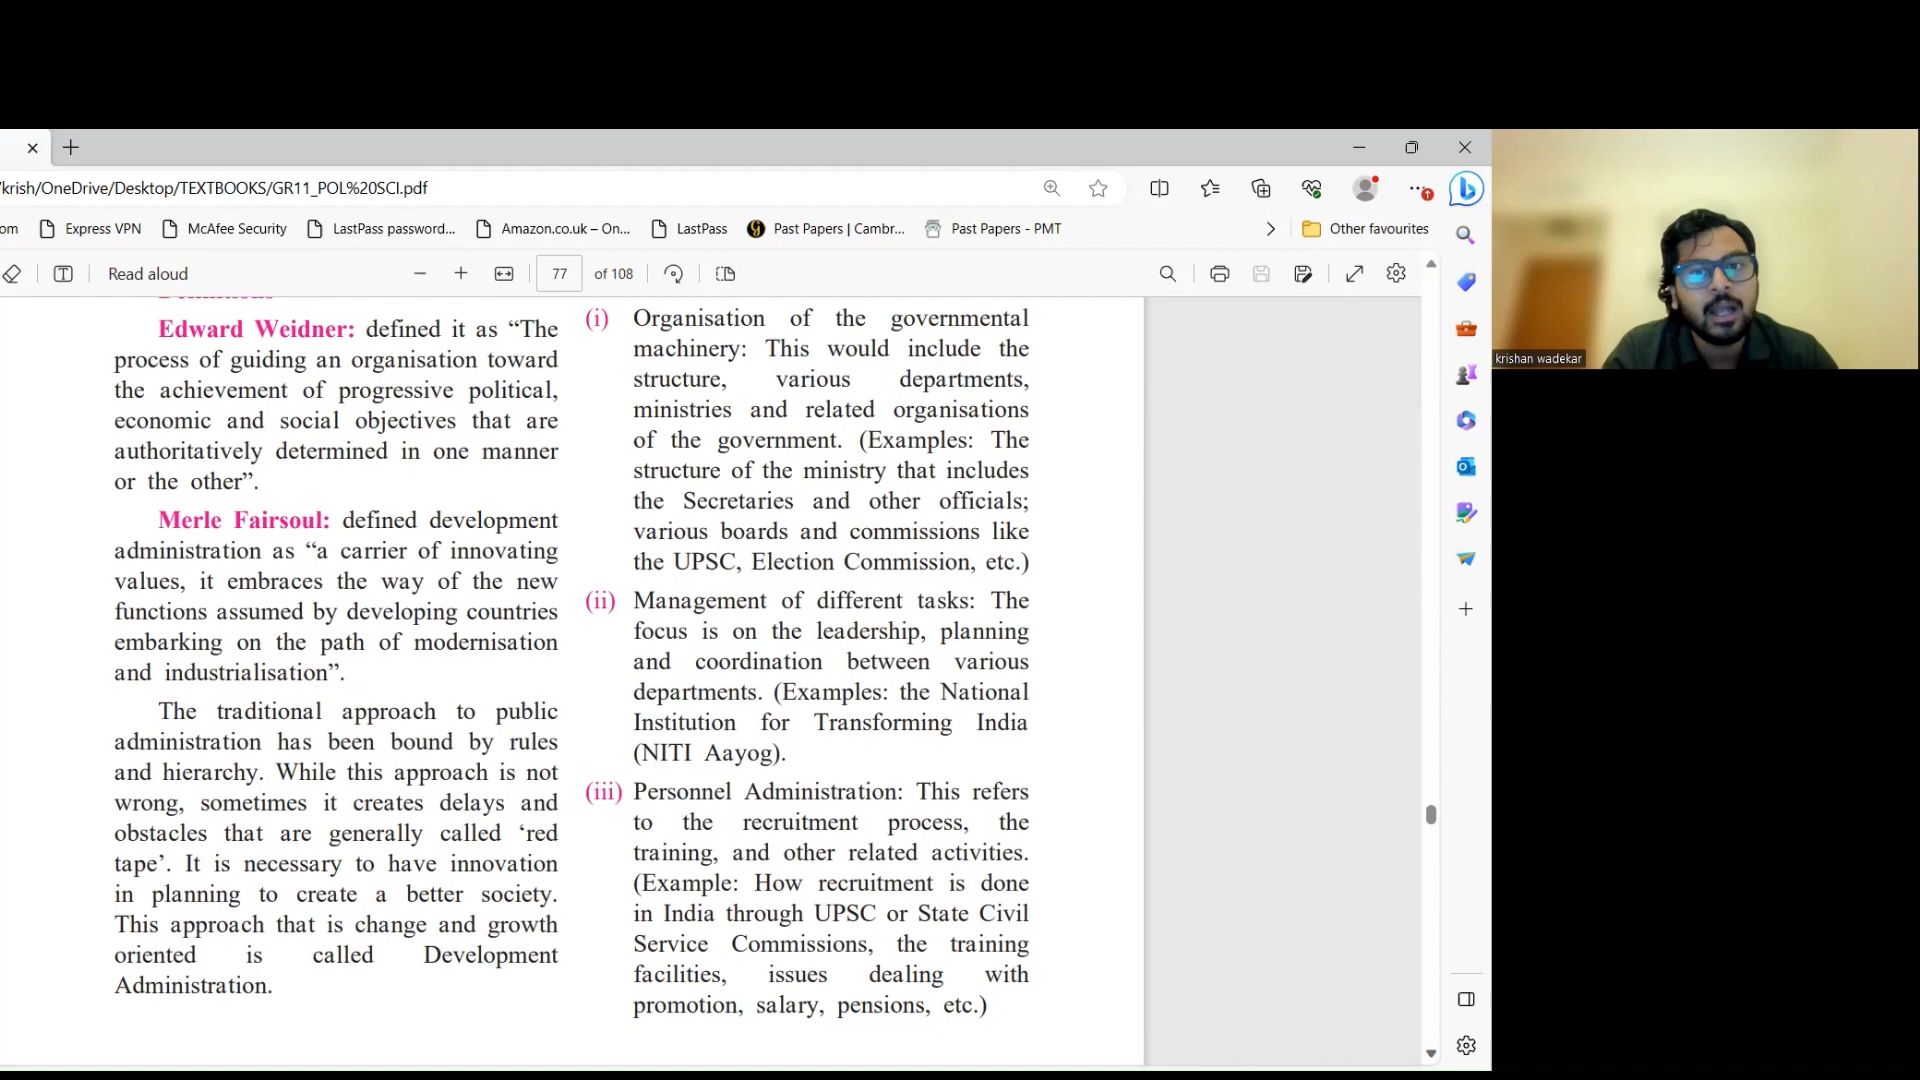 krish/OneDrive/Desktop/TEXTBOOKS/GR11_POL%20SCI.pdf
om
Express VPN
McAfee Security
LastPass password...
Amazon.co.uk – On...
LastPass
Past Papers | Cambr...
Past Papers - PMT
Other favourites
Read aloud
77 of 108
Edward Weidner: defined it as “The
process of guiding an organisation toward
the achievement of progressive political,
economic and social objectives that are
authoritatively determined in one manner
or the other”.
Merle Fairsoul: defined development
administration as “a carrier of innovating
values, it embraces the way of the new
functions assumed by developing countries
embarking on the path of modernisation
and industrialisation”.
The traditional approach to public
administration has been bound by rules
and hierarchy. While this approach is not
wrong, sometimes it creates delays and
obstacles that are generally called ‘red
tape’. It is necessary to have innovation
in planning to create a better society.
This approach that is change and growth
oriented is called Development
Administration.
(i) Organisation of the governmental
machinery: This would include the
structure, various departments,
ministries and related organisations
of the government. (Examples: The
structure of the ministry that includes
the Secretaries and other officials;
various boards and commissions like
the UPSC, Election Commission, etc.)
(ii) Management of different tasks: The
focus is on the leadership, planning
and coordination between various
departments. (Examples: the National
Institution for Transforming India
(NITI Aayog).
(iii) Personnel Administration: This refers
to the recruitment process, the
training, and other related activities.
(Example: How recruitment is done
in India through UPSC or State Civil
Service Commissions, the training
facilities, issues dealing with
promotion, salary, pensions, etc.)
krishan wadekar